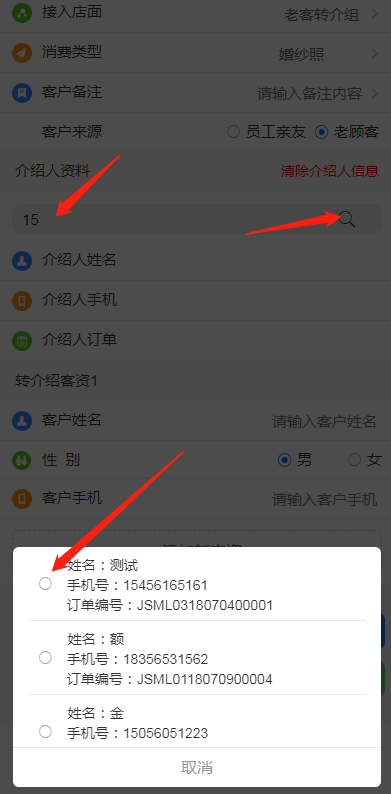 接入店面 老客转介组
消费类型 婚纱照
客户备注 请输入备注内容
客户来源 员工亲友 老顾客
介绍人资料 清除介绍人信息
15
介绍人姓名
介绍人手机
介绍人订单
转介绍客资1
客户姓名 请输入客户姓名
性 别 男 女
客户手机 请输入客户手机
姓名：测试
手机号：15456165161
订单编号：JSML0318070400001
姓名：额
手机号：18356531562
订单编号：JSML0118070900004
姓名：金
手机号：15056051223
取消